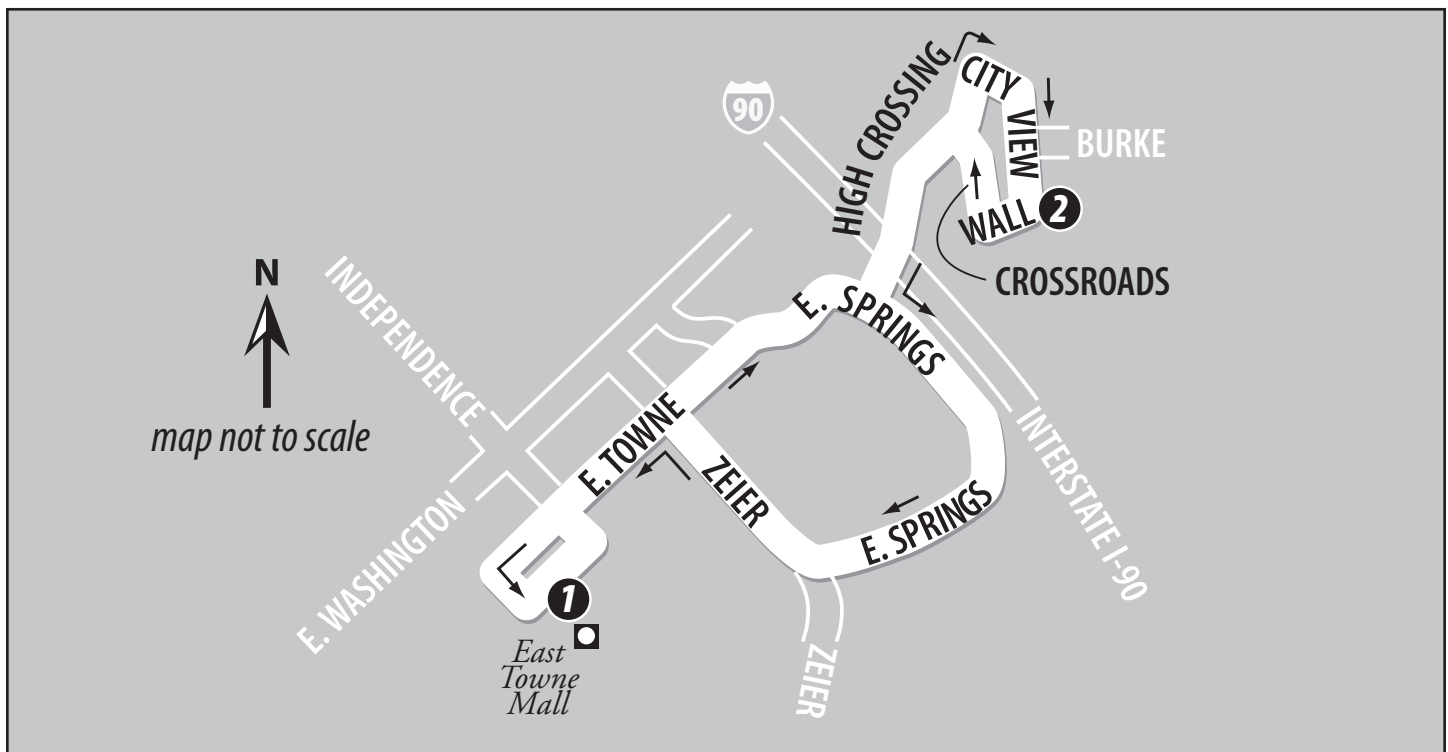 HIGH CROSSING
CITY
VIEW
90
BURKE
WALL
2
CROSSROADS
N
INDEPENDENCE
E. SPRINGS
map not to scale
E. TOWNE
ZEIER
INTERSTATE I-90
E. WASHINGTON
E. SPRINGS
1
East
Towne
Mall
ZEIER